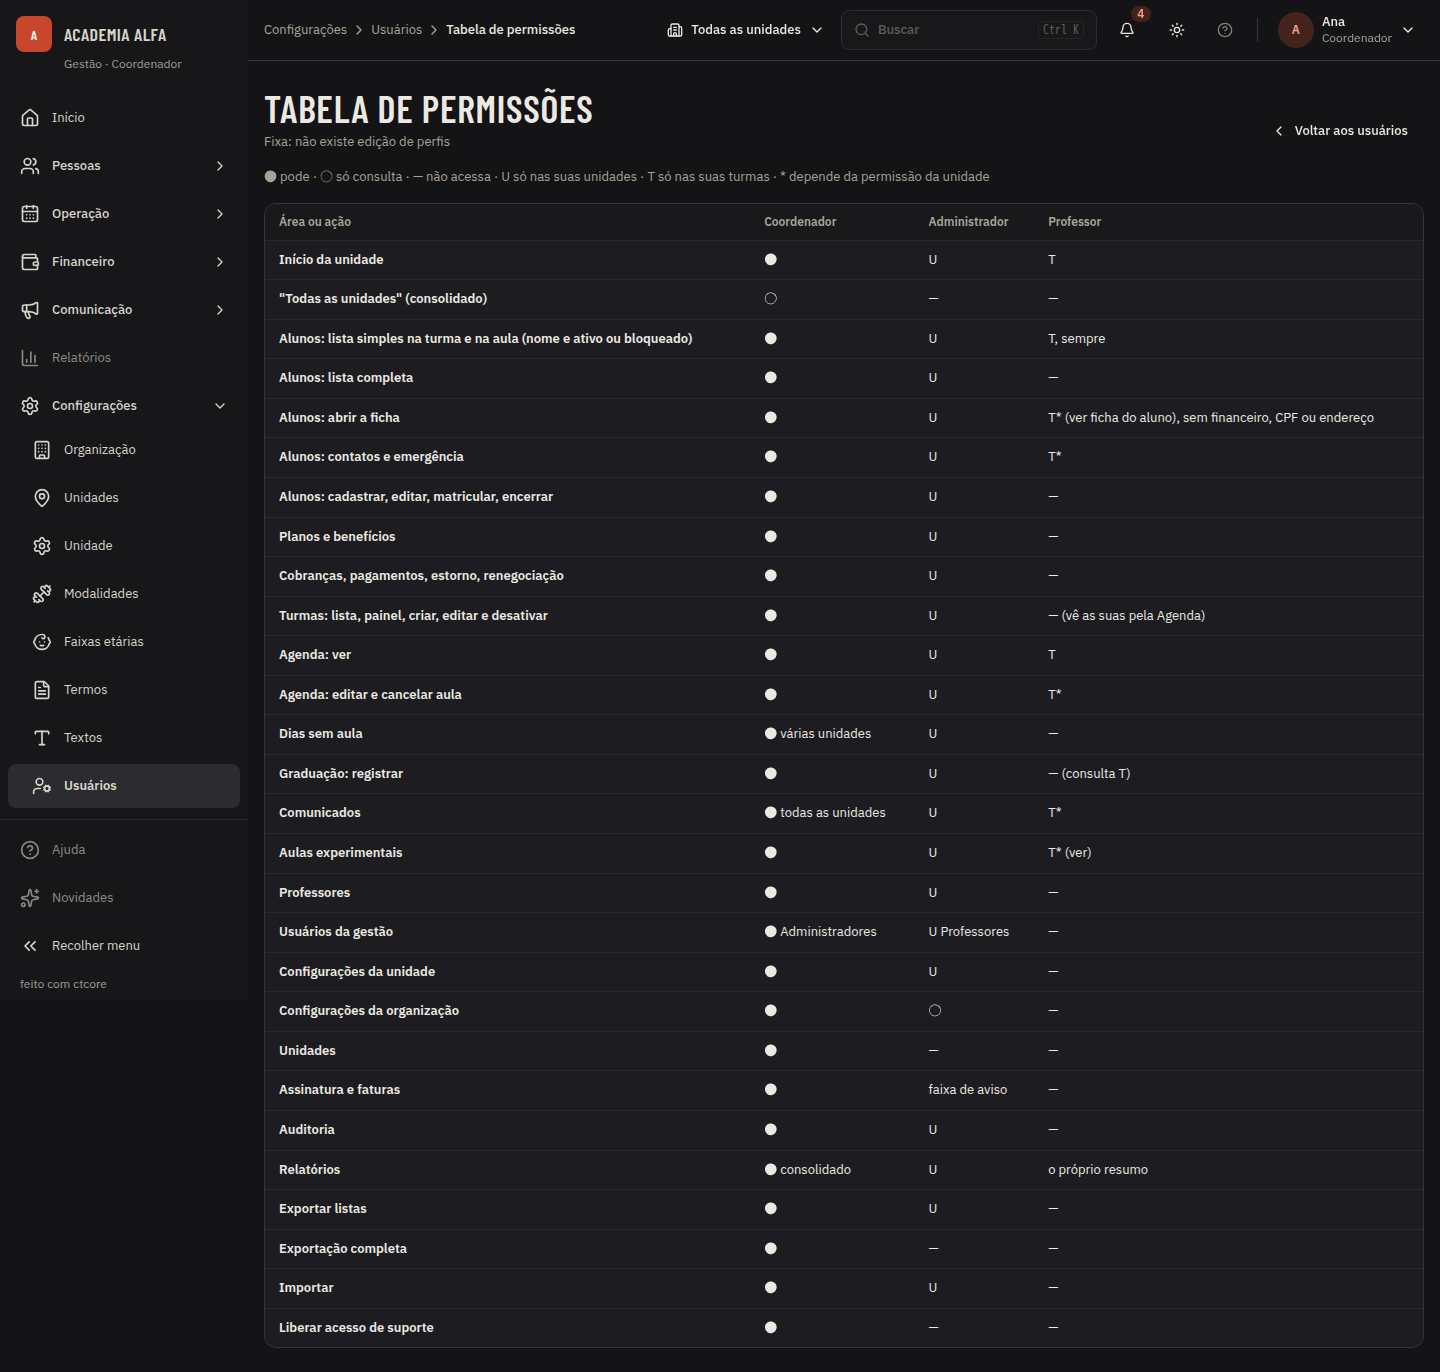 A ACADEMIA ALFA
Gestão · Coordenador
Início
Pessoas
Operação
Financeiro
Comunicação
Relatórios
Configurações
Organização
Unidades
Unidade
Modalidades
Faixas etárias
Termos
Textos
Usuários
Ajuda
Novidades
Recolher menu
feito com ctcore
Configurações > Usuários > Tabela de permissões
Todas as unidades
Buscar Ctrl K
4
A Ana
Coordenador
TABELA DE PERMISSÕES
Fixa: não existe edição de perfis
Voltar aos usuários
● pode · ○ só consulta · — não acessa · U só nas suas unidades · T só nas suas turmas · * depende da permissão da unidade
Área ou ação Coordenador Administrador Professor
Início da unidade ● U T
"Todas as unidades" (consolidado) ○ — —
Alunos: lista simples na turma e na aula (nome e ativo ou bloqueado) ● U T, sempre
Alunos: lista completa ● U —
Alunos: abrir a ficha ● U T* (ver ficha do aluno), sem financeiro, CPF ou endereço
Alunos: contatos e emergência ● U T*
Alunos: cadastrar, editar, matricular, encerrar ● U —
Planos e benefícios ● U —
Cobranças, pagamentos, estorno, renegociação ● U —
Turmas: lista, painel, criar, editar e desativar ● U — (vê as suas pela Agenda)
Agenda: ver ● U T
Agenda: editar e cancelar aula ● U T*
Dias sem aula ● várias unidades U —
Graduação: registrar ● U — (consulta T)
Comunicados ● todas as unidades U T*
Aulas experimentais ● U T* (ver)
Professores ● U —
Usuários da gestão ● Administradores U Professores —
Configurações da unidade ● U —
Configurações da organização ● ○ —
Unidades ● — —
Assinatura e faturas ● faixa de aviso —
Auditoria ● U —
Relatórios ● consolidado U o próprio resumo
Exportar listas ● U —
Exportação completa ● — —
Importar ● U —
Liberar acesso de suporte ● — —